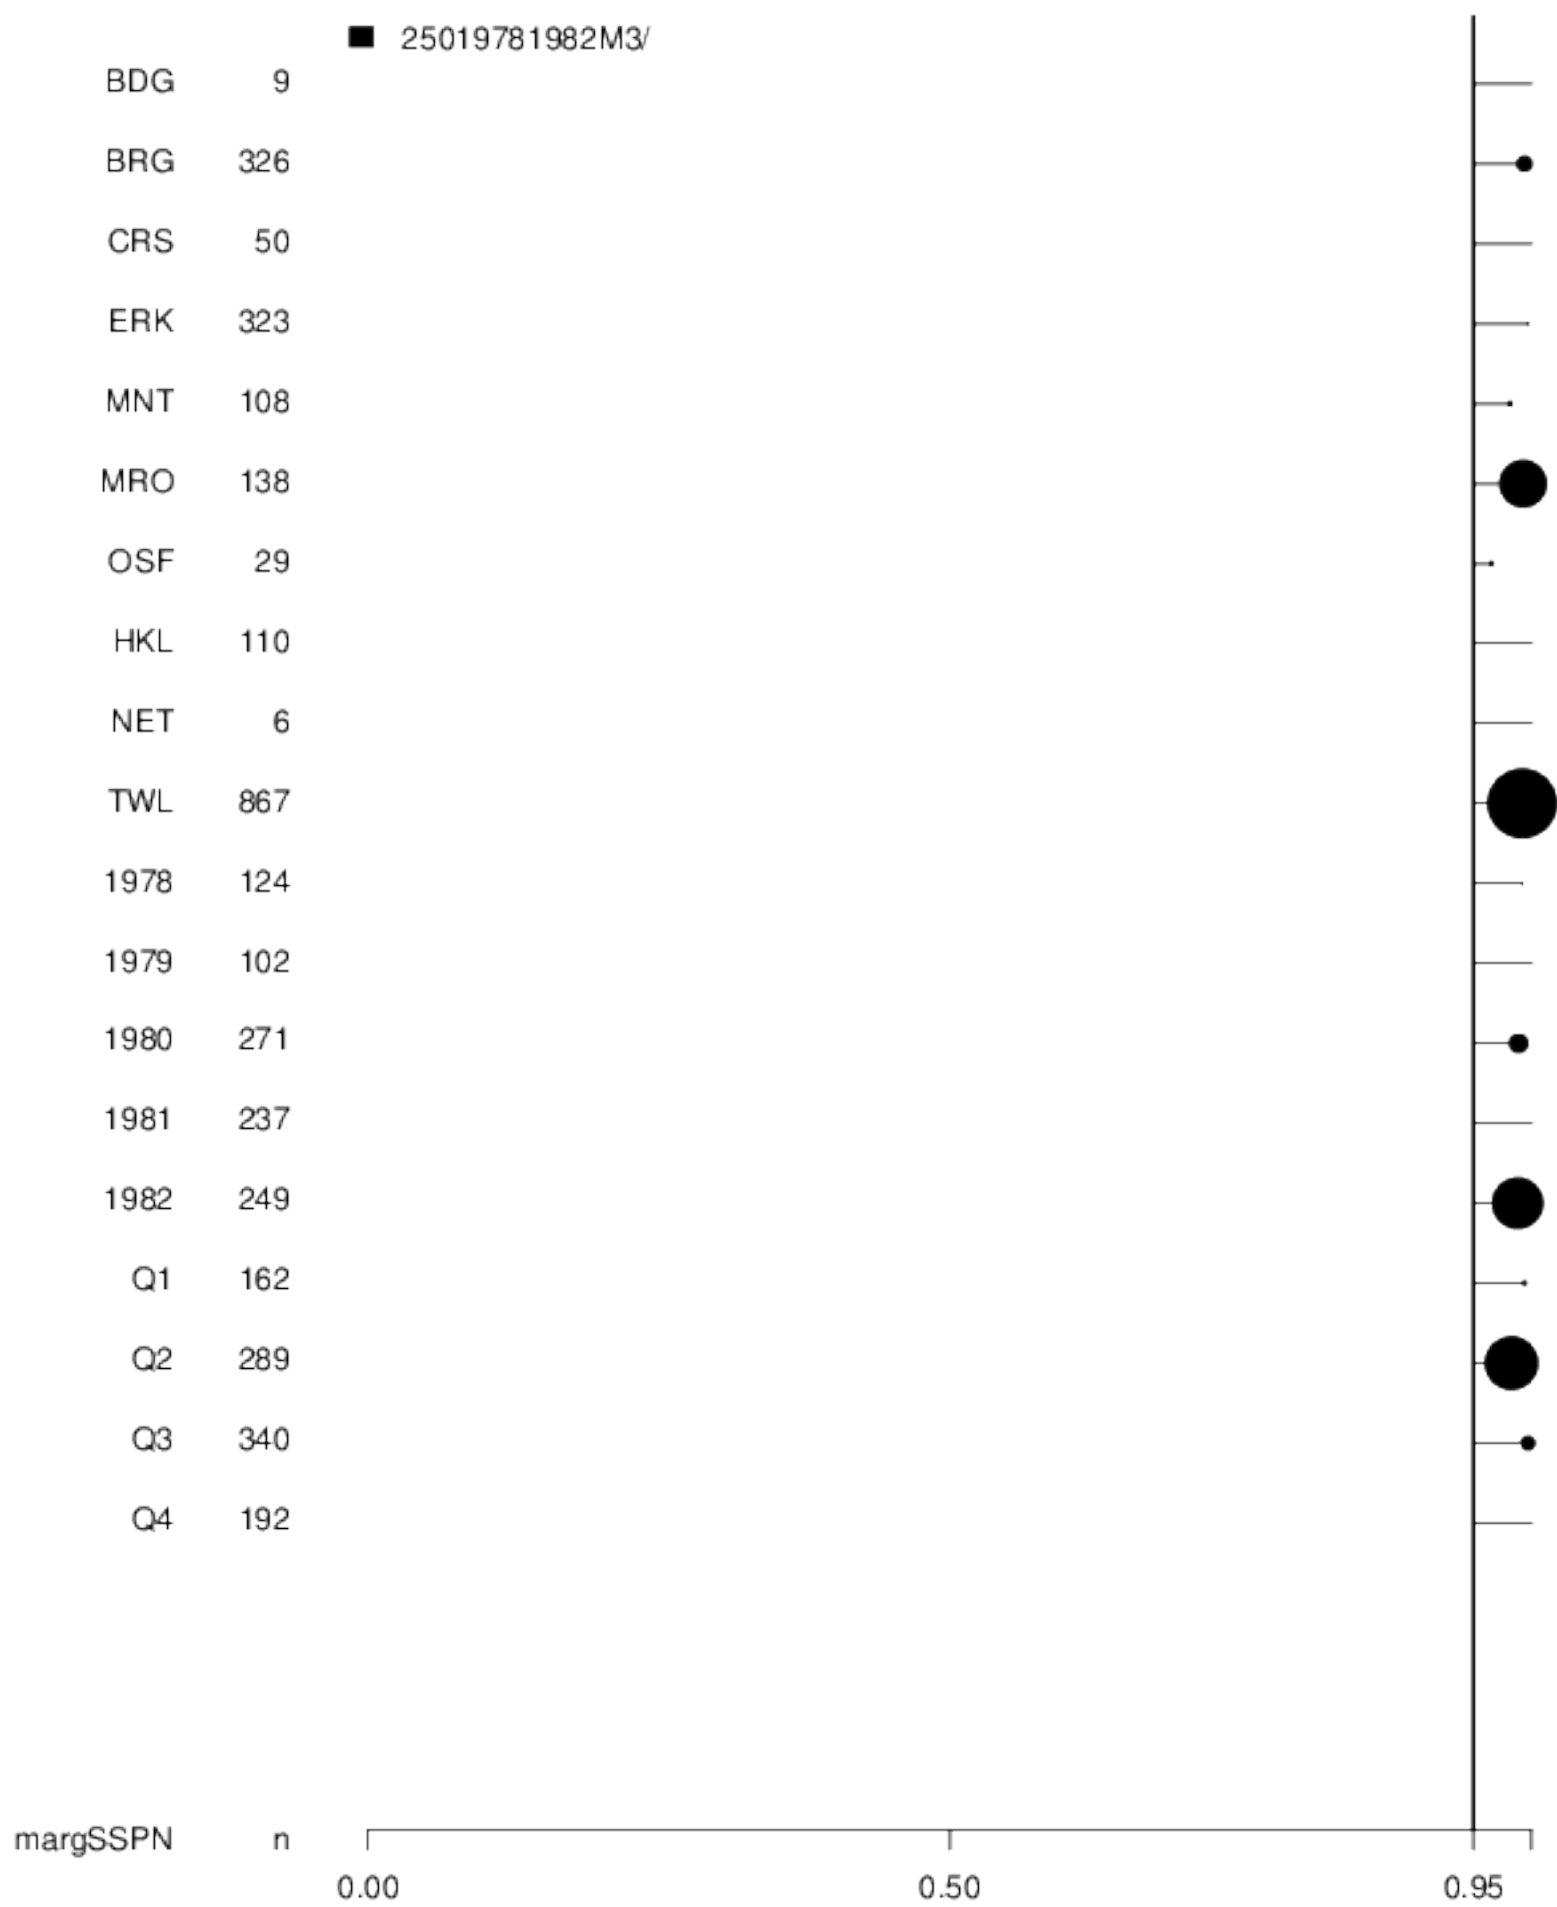 25019781982M3/
BDG 9
BRG 326
CRS 50
ERK 323
MNT 108
MRO 138
OSF 29
HKL 110
NET 6
TWL 867
1978 124
1979 102
1980 271
1981 237
1982 249
Q1 162
Q2 289
Q3 340
Q4 192
margSSPN n
0.00 0.50 0.95